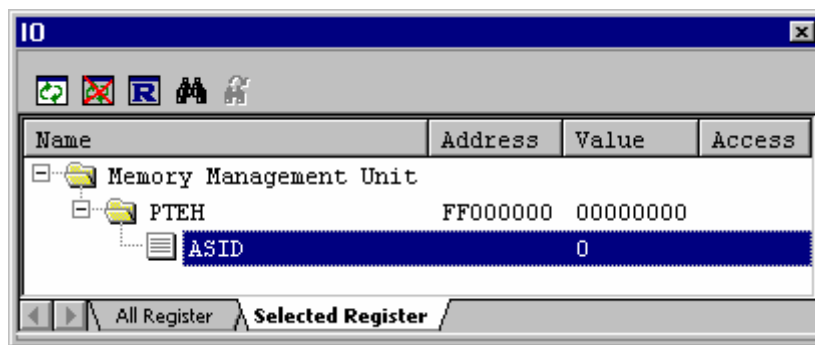 IO
R
Name Address Value Access
Memory Management Unit
PTEH FF000000 00000000
ASID 0
All Register Selected Register